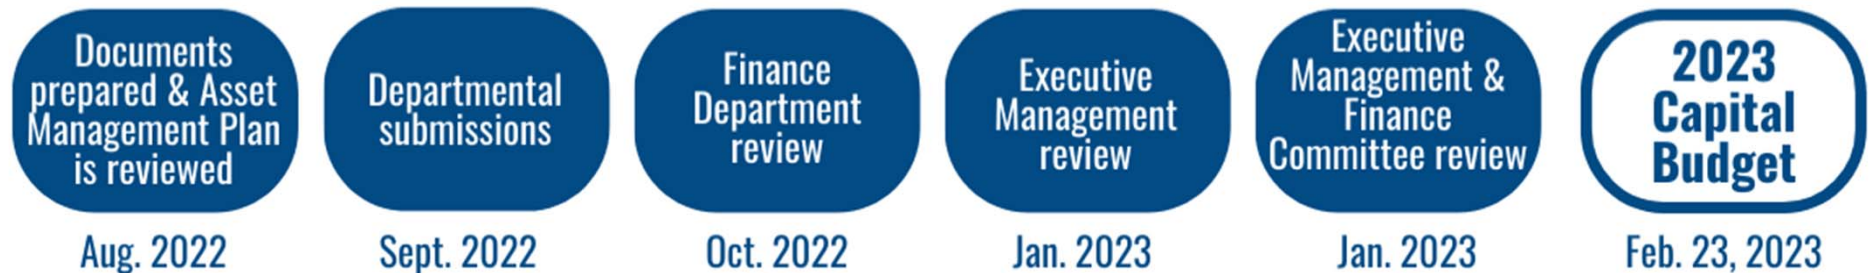 Documents
prepared & Asset
Management Plan
is reviewed
Aug. 2022
Departmental
submissions
Sept. 2022
Finance
Department
review
Oct. 2022
Executive
Management
review
Jan. 2023
Executive
Management &
Finance
Committee review
Jan. 2023
2023
Capital
Budget
Feb. 23, 2023